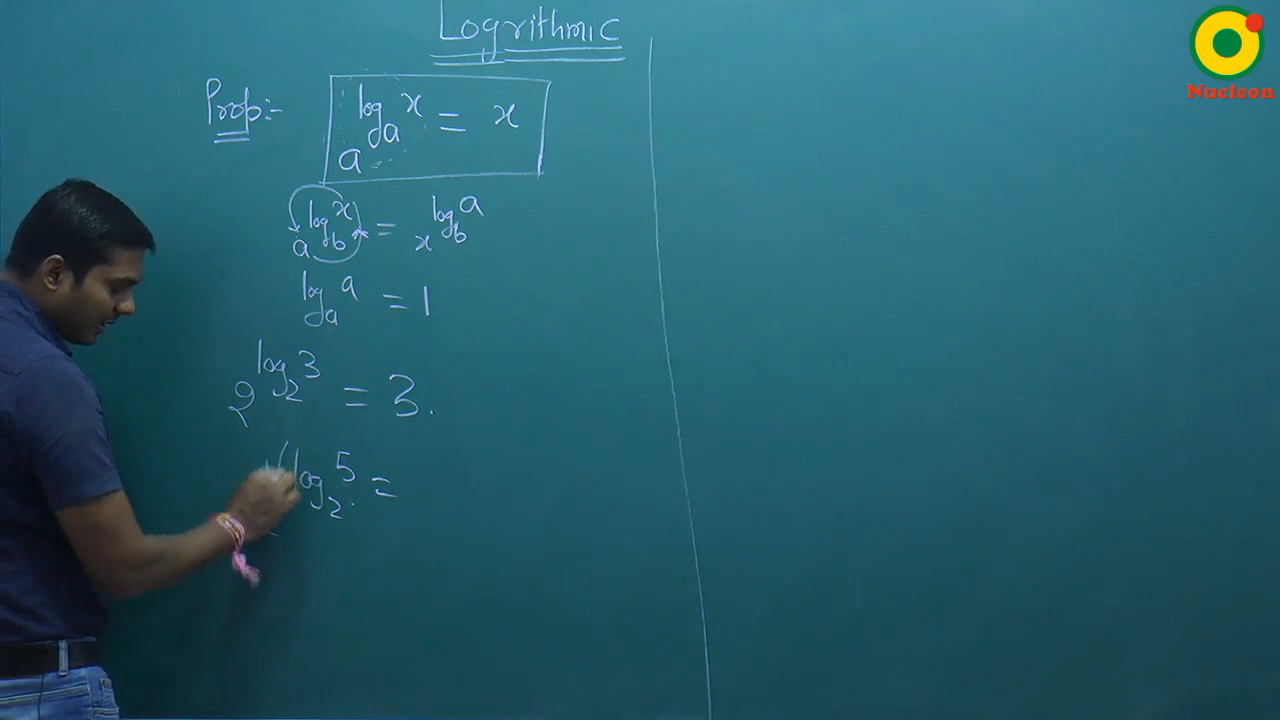 Logrithmic
Nucleon
Prop:- a^{log_a x} = x
a^{log_b x} = x^{log_b a}
log_a a = 1
2^{log_2 3} = 3.
log_2 5 =